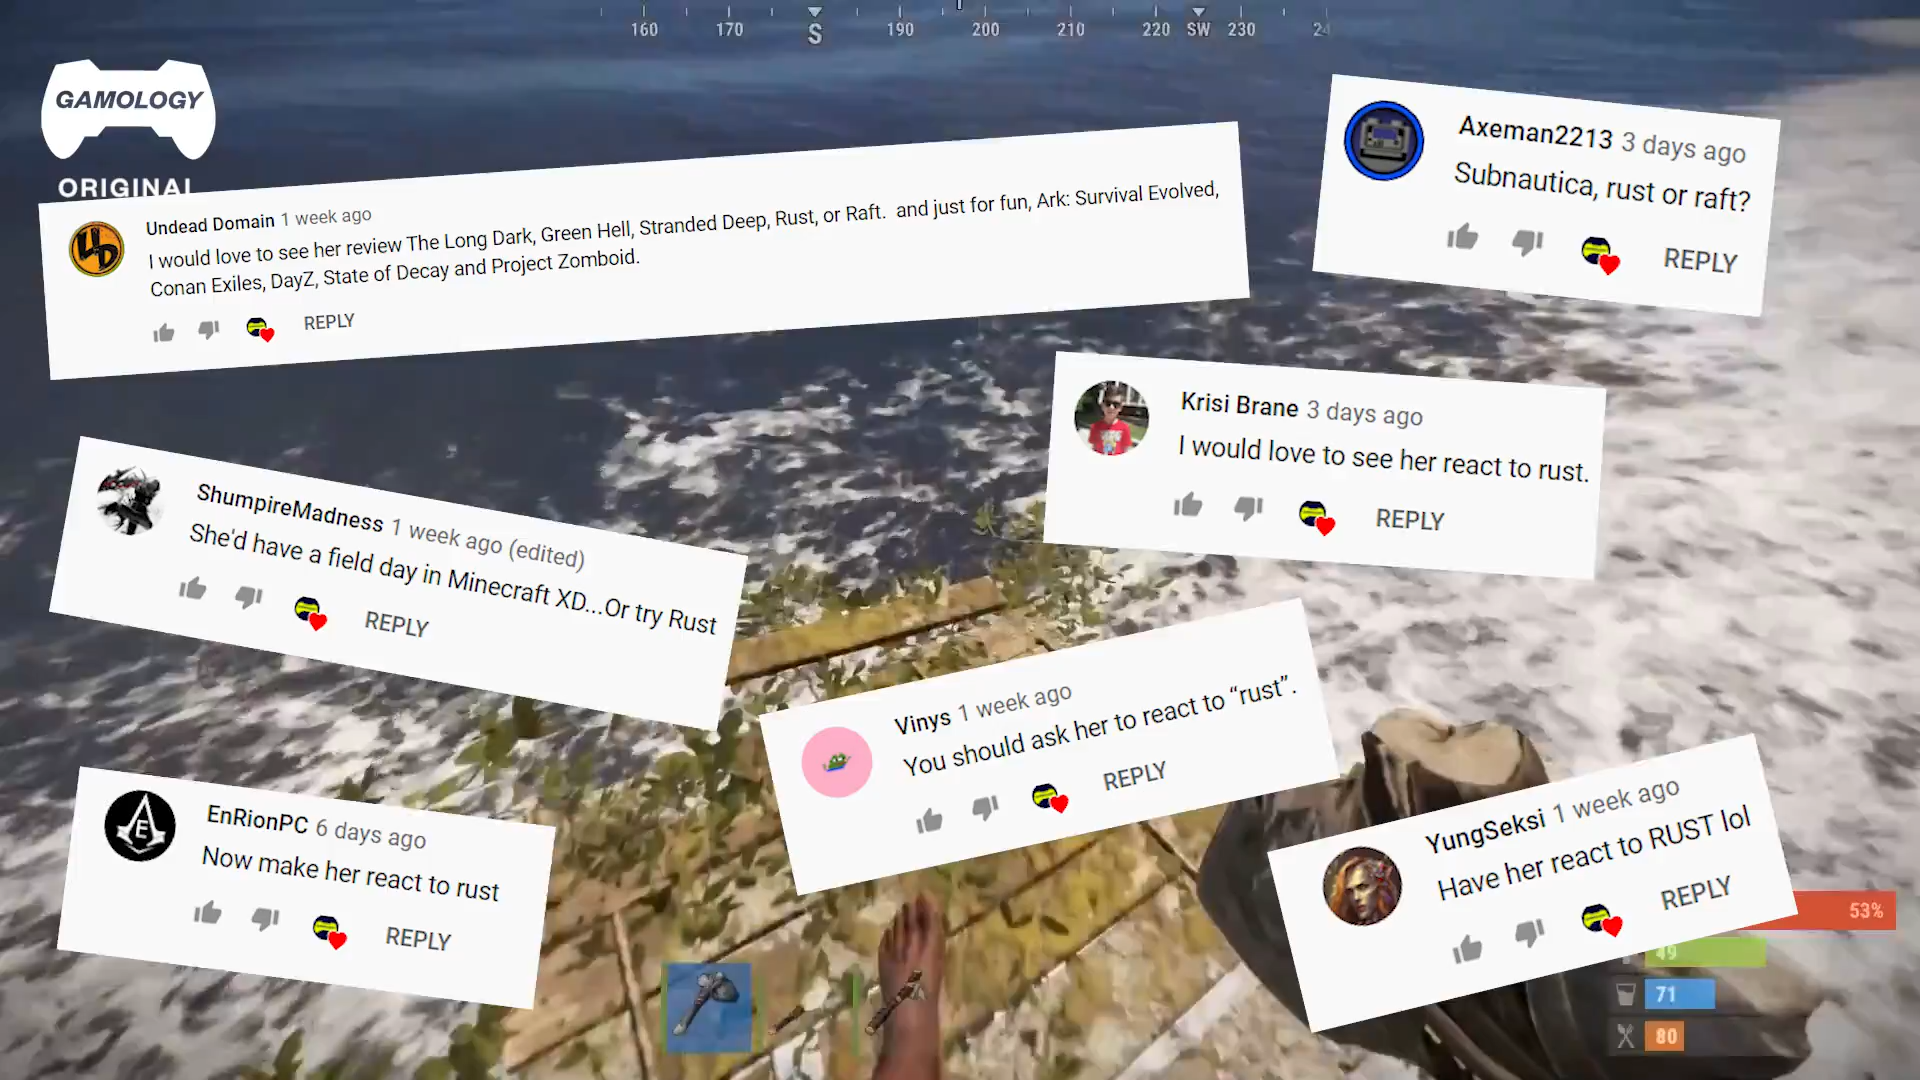 160 170 S 190 200 210 220 SW 230 24
GAMOLOGY
ORIGINAL
Undead Domain 1 week ago
I would love to see her review The Long Dark, Green Hell, Stranded Deep, Rust, or Raft. and just for fun, Ark: Survival Evolved,
Conan Exiles, DayZ, State of Decay and Project Zomboid.
REPLY
Axeman2213 3 days ago
Subnautica, rust or raft?
REPLY
Krisi Brane 3 days ago
I would love to see her react to rust.
REPLY
ShumpireMadness 1 week ago (edited)
She'd have a field day in Minecraft XD...Or try Rust
REPLY
Vinys 1 week ago
You should ask her to react to “rust”.
REPLY
EnRionPC 6 days ago
Now make her react to rust
REPLY
YungSeksi 1 week ago
Have her react to RUST lol
REPLY
53%
49
71
80